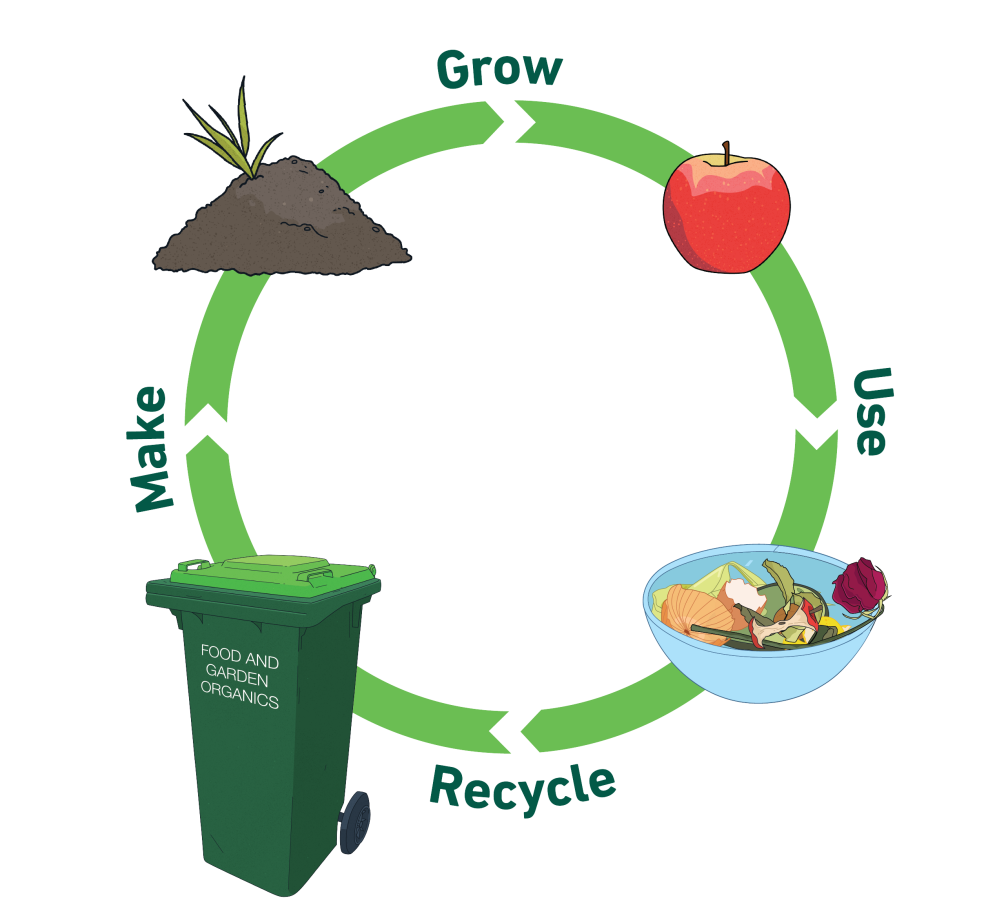 Grow
Use
Make
FOOD AND
GARDEN
ORGANICS
Recycle